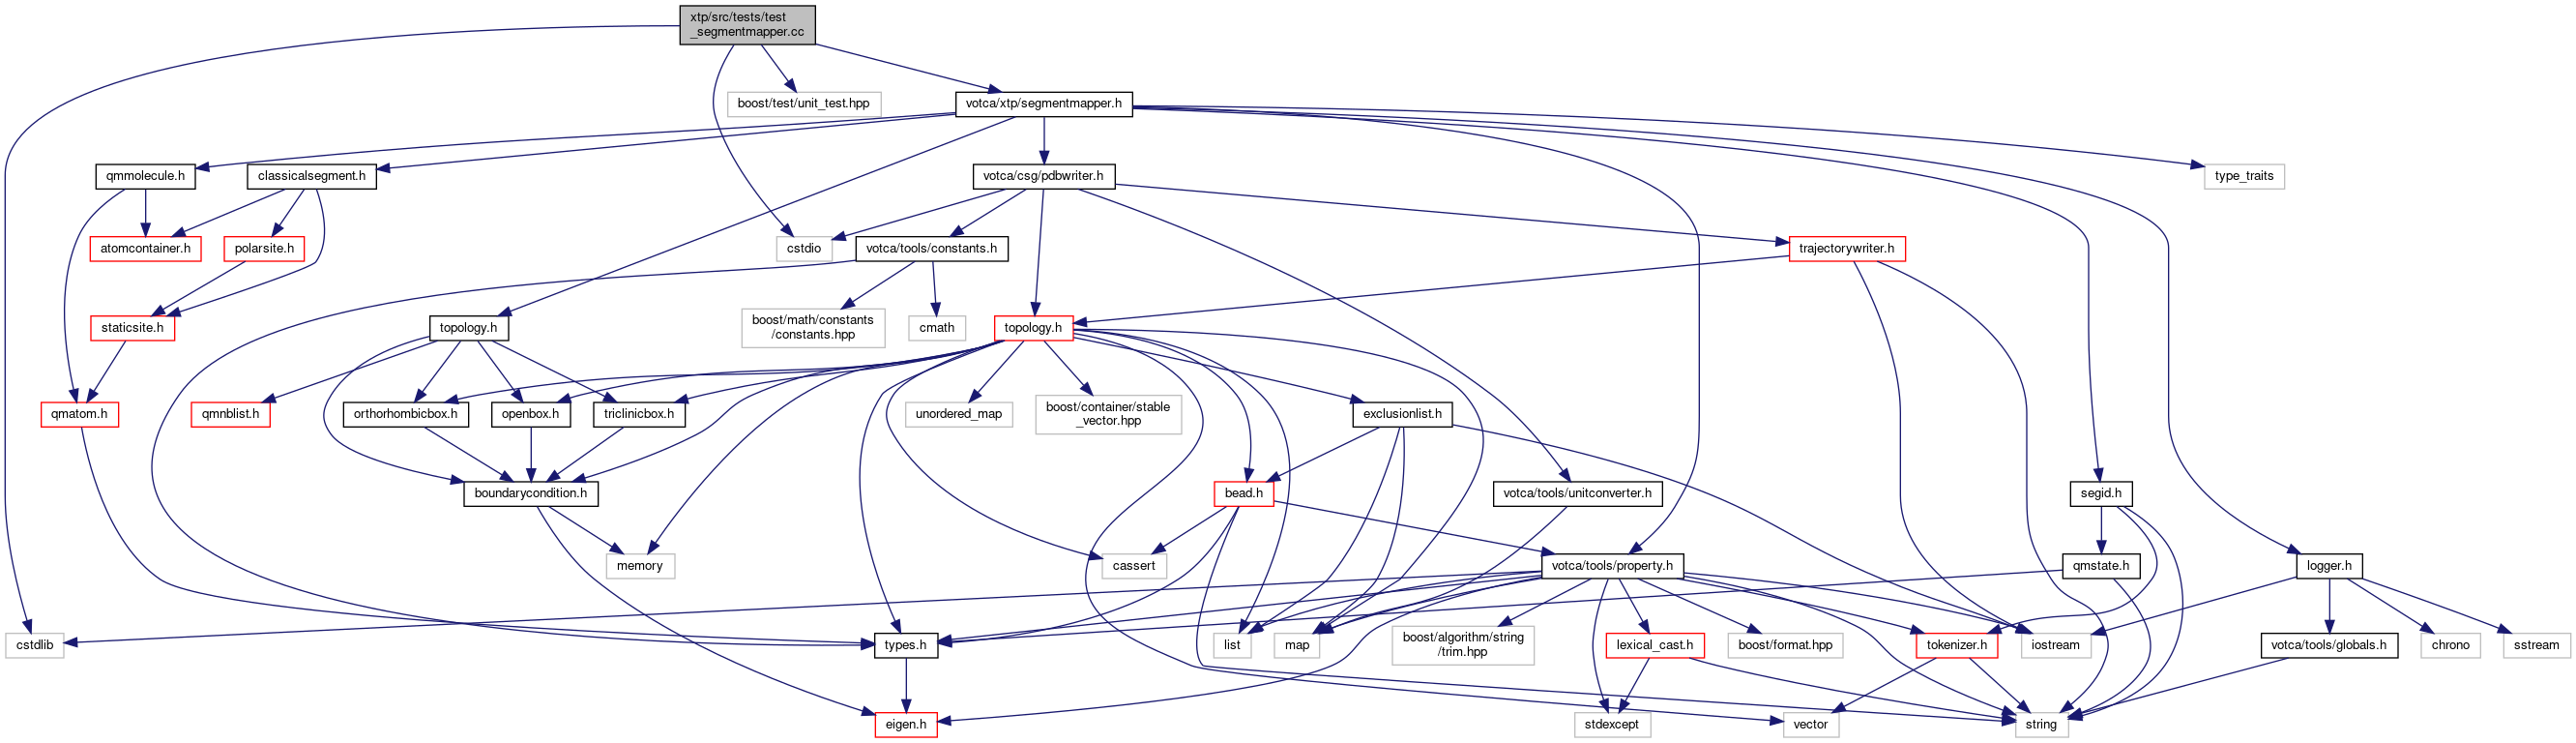 xtp/src/tests/test
_segmentmapper.cc
boost/test/unit_test.hpp
votca/xtp/segmentmapper.h
qmmolecule.h
classicalsegment.h
votca/csg/pdbwriter.h
type_traits
atomcontainer.h
polarsite.h
cstdio
votca/tools/constants.h
trajectorywriter.h
staticsite.h
topology.h
boost/math/constants
/constants.hpp
cmath
topology.h
qmatom.h
qmnblist.h
orthorhombicbox.h
openbox.h
triclinicbox.h
unordered_map
boost/container/stable
_vector.hpp
exclusionlist.h
boundarycondition.h
bead.h
votca/tools/unitconverter.h
segid.h
memory
cassert
votca/tools/property.h
qmstate.h
logger.h
cstdlib
types.h
list
map
boost/algorithm/string
/trim.hpp
lexical_cast.h
boost/format.hpp
tokenizer.h
iostream
votca/tools/globals.h
chrono
sstream
eigen.h
stdexcept
vector
string